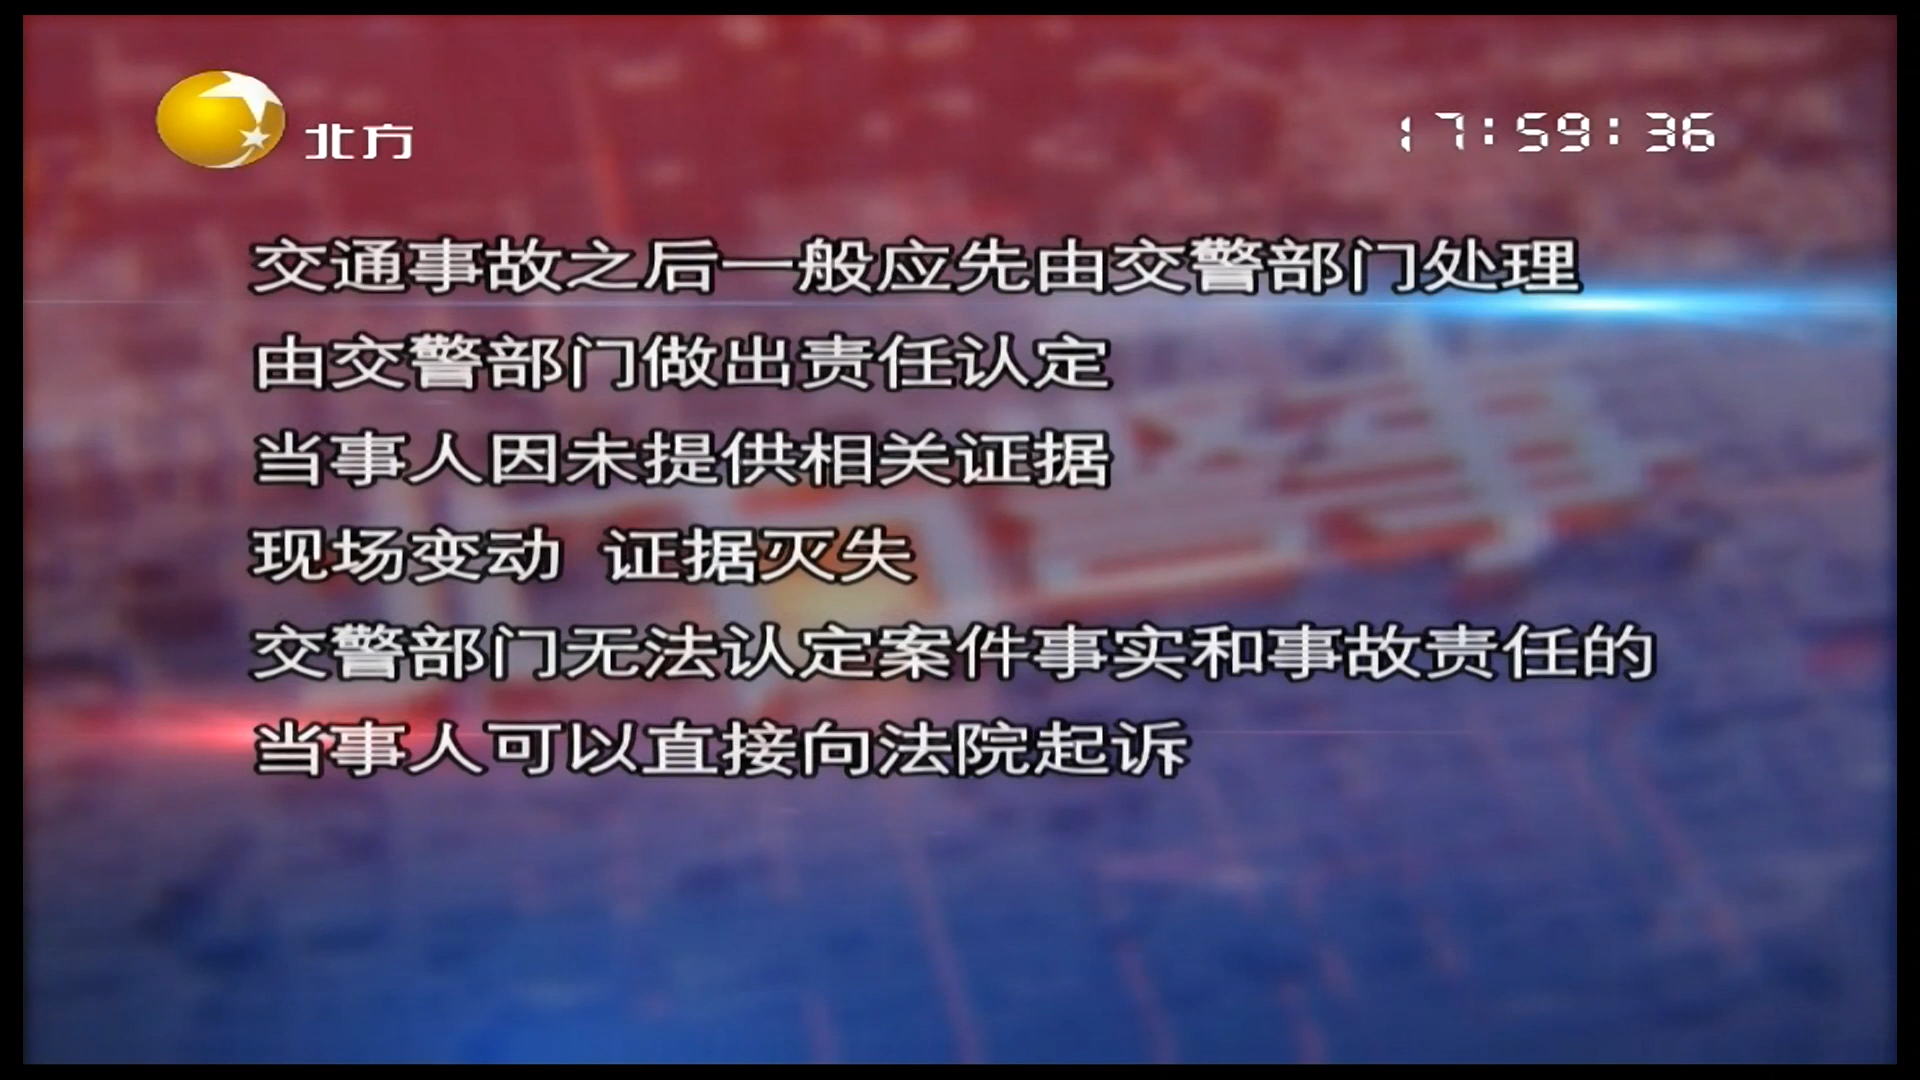 北方
17:59:36
交通事故之后一般应先由交警部门处理
由交警部门做出责任认定
当事人因未提供相关证据
现场变动 证据灭失
交警部门无法认定案件事实和事故责任的
当事人可以直接向法院起诉